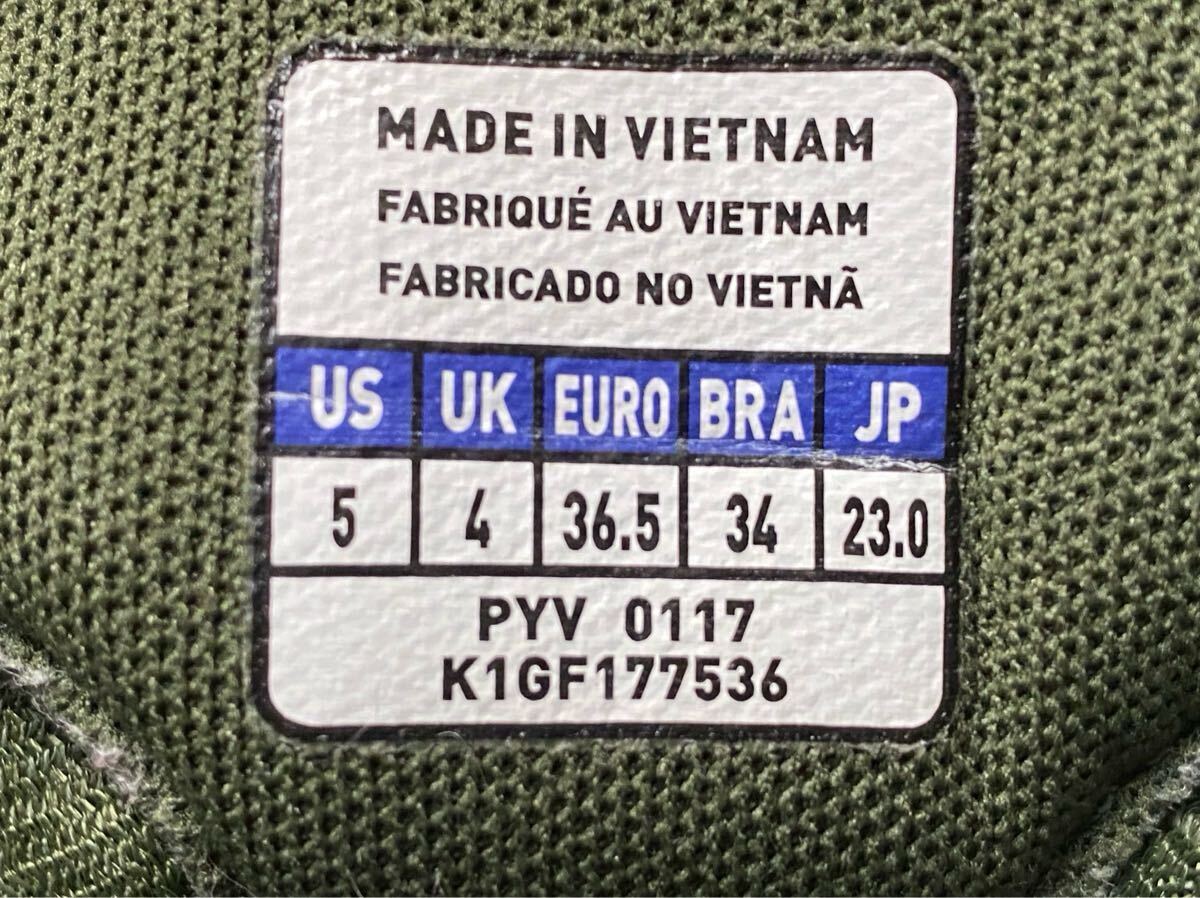 MADE IN VIETNAM
FABRIQUÉ AU VIETNAM
FABRICADO NO VIETNÃ
US UK EURO BRA JP
5 4 36.5 34 23.0
PYV 0117
K1GF177536